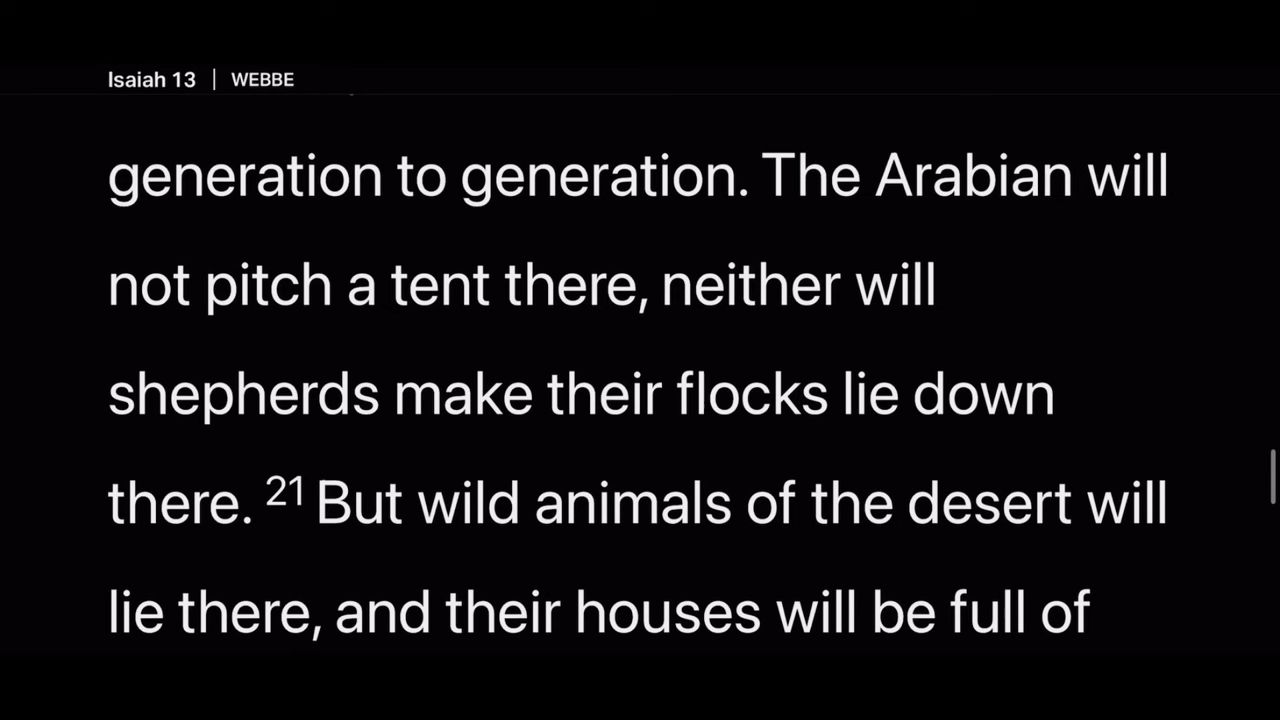 Isaiah 13 | WEBBE
generation to generation. The Arabian will
not pitch a tent there, neither will
shepherds make their flocks lie down
there. 21 But wild animals of the desert will
lie there, and their houses will be full of